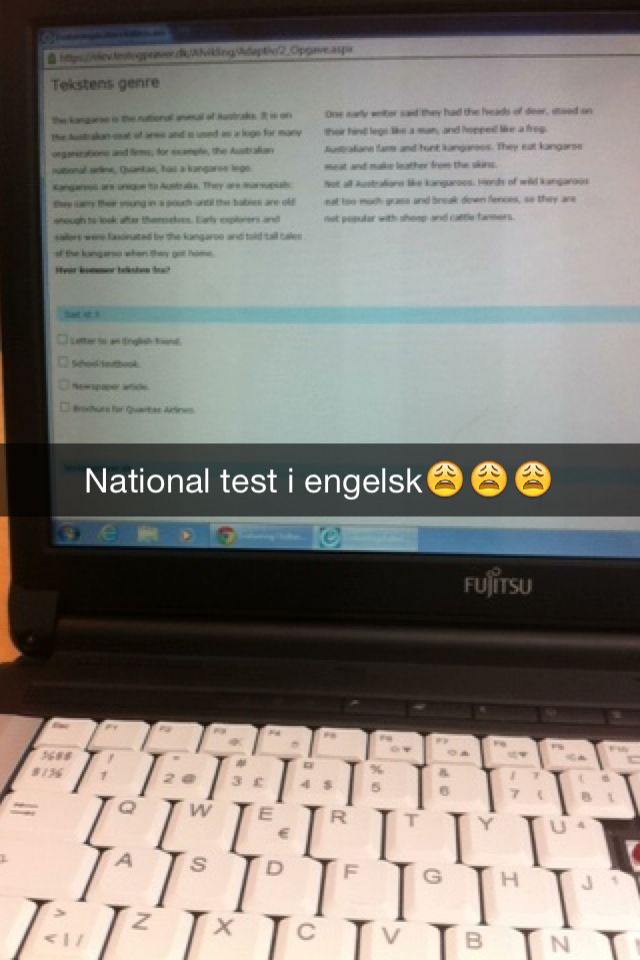 https://elev.testogprover.dk/Afvikling/Adaptiv/2_Opgave.aspx
Tekstens genre
The kangaroo is the national animal of Australia. It is on
the Australian coat of arms and is used as a logo for many
organizations and firms; for example, the Australian
national airline, Quantas, has a kangaroo logo.
Kangaroos are unique to Australia. They are marsupials;
they carry their young in a pouch until the babies are old
enough to look after themselves. Early explorers and
sailors were fascinated by the kangaroo and told tall tales
of the kangaroo when they got home.
Hvor kommer teksten fra?
One early writer said they had the heads of deer, stood on
their hind legs like a man, and hopped like a frog.
Australians farm and hunt kangaroos. They eat kangaroo
meat and make leather from the skins.
Not all Australians like kangaroos. Herds of wild kangaroos
eat too much grass and break down fences, so they are
not popular with sheep and cattle farmers.
Sæt et x
Letter to an English friend.
School textbook.
Newspaper article.
Brochure for Quantas Airlines.
National test i engelsk😩😩😩
FUJITSU
Esc F1 F2 F3 F4 F5 F6 F7 F8 F9 F10
! 1 " 2 @ # 3 £ ¤ 4 $ % 5 & 6 / 7 { ( 8 [
Q W E € R T Y U 4
A S D F G H J 1
> < \ Z X C V B N